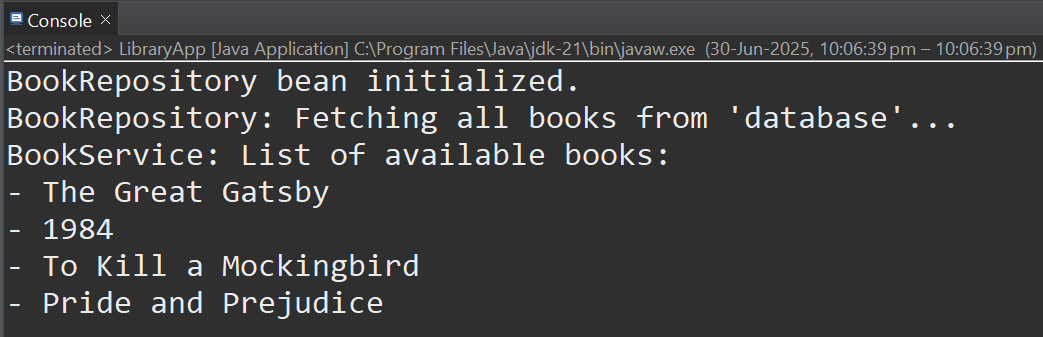 Console
<terminated> LibraryApp [Java Application] C:\Program Files\Java\jdk-21\bin\javaw.exe (30-Jun-2025, 10:06:39 pm – 10:06:39 pm)
BookRepository bean initialized.
BookRepository: Fetching all books from 'database'...
BookService: List of available books:
- The Great Gatsby
- 1984
- To Kill a Mockingbird
- Pride and Prejudice